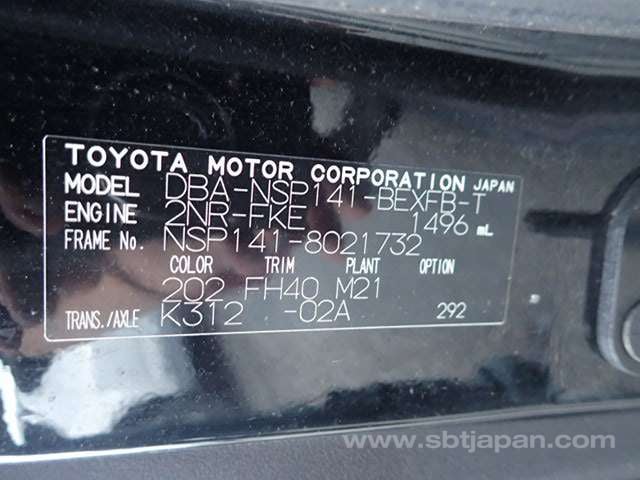 TOYOTA MOTOR CORPORATION JAPAN
MODEL DBA-NSP141-BEXFB-T
ENGINE 2NR-FKE 1496 mL
FRAME No. NSP141-8021732
COLOR TRIM PLANT OPTION
202 FH40 M21
TRANS./AXLE K312 -02A 292
www.sbtjapan.com